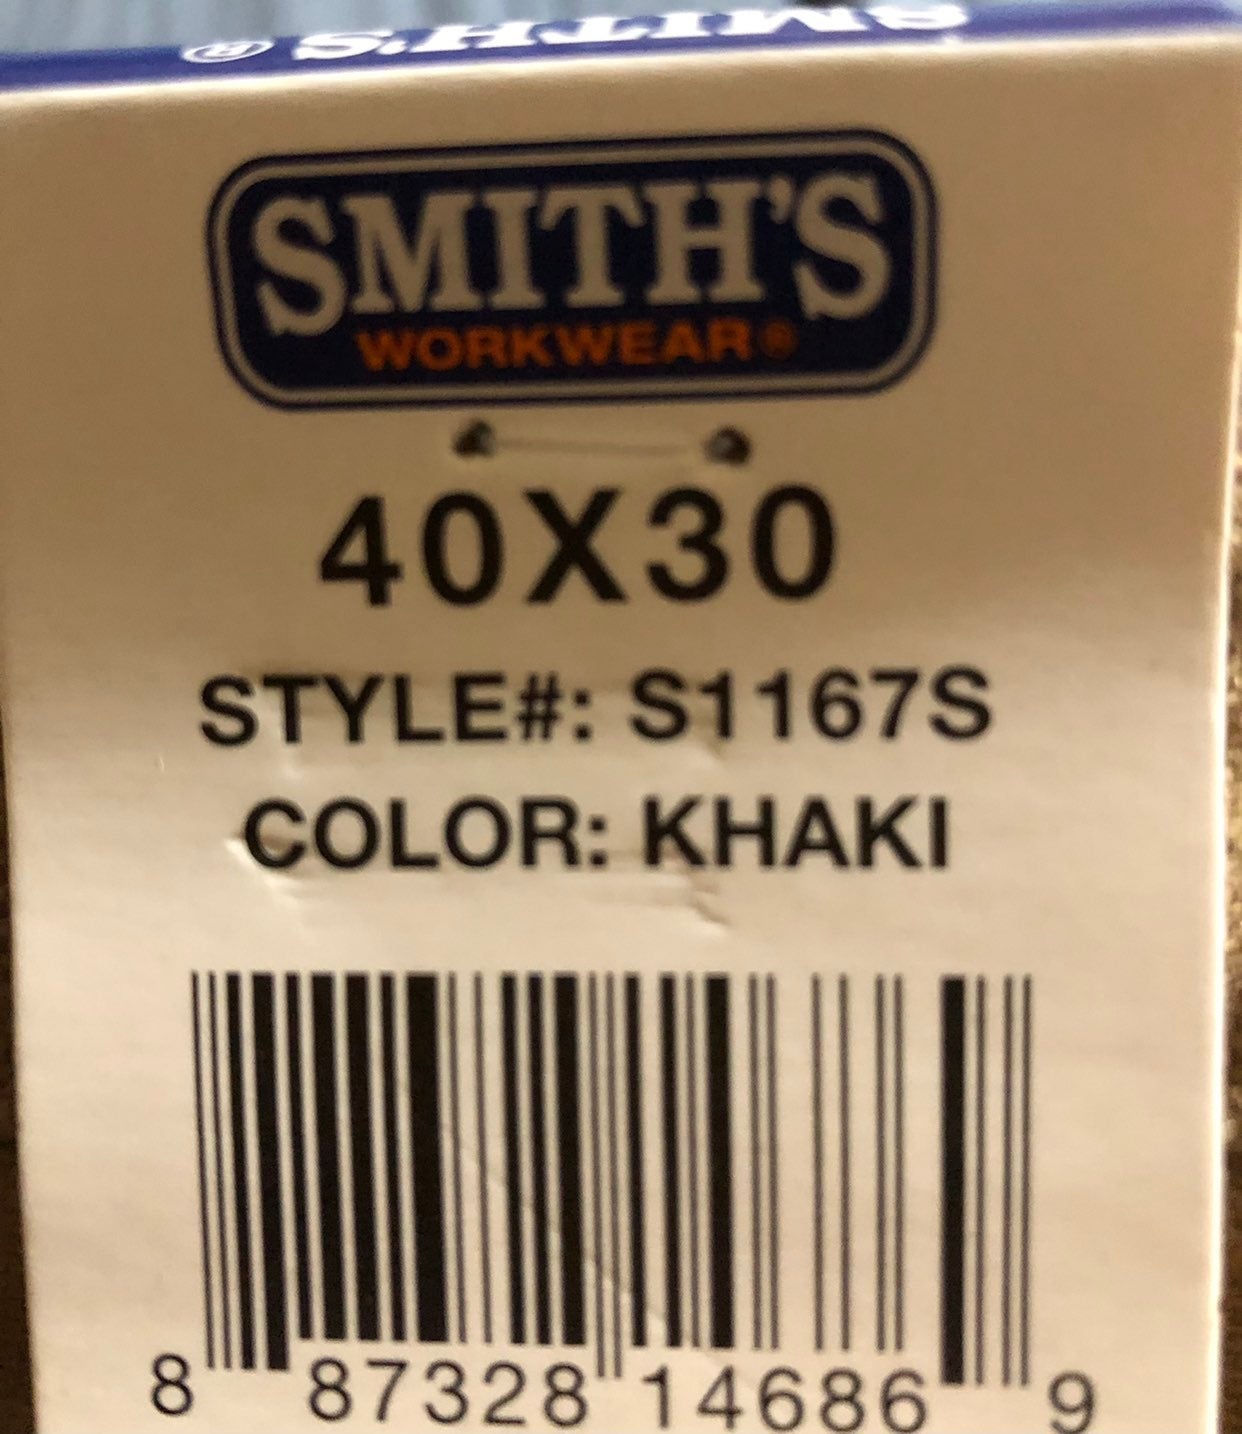 SMITH'S®
SMITH'S
WORKWEAR®
40X30
STYLE#: S1167S
COLOR: KHAKI
8 87328 14686 9